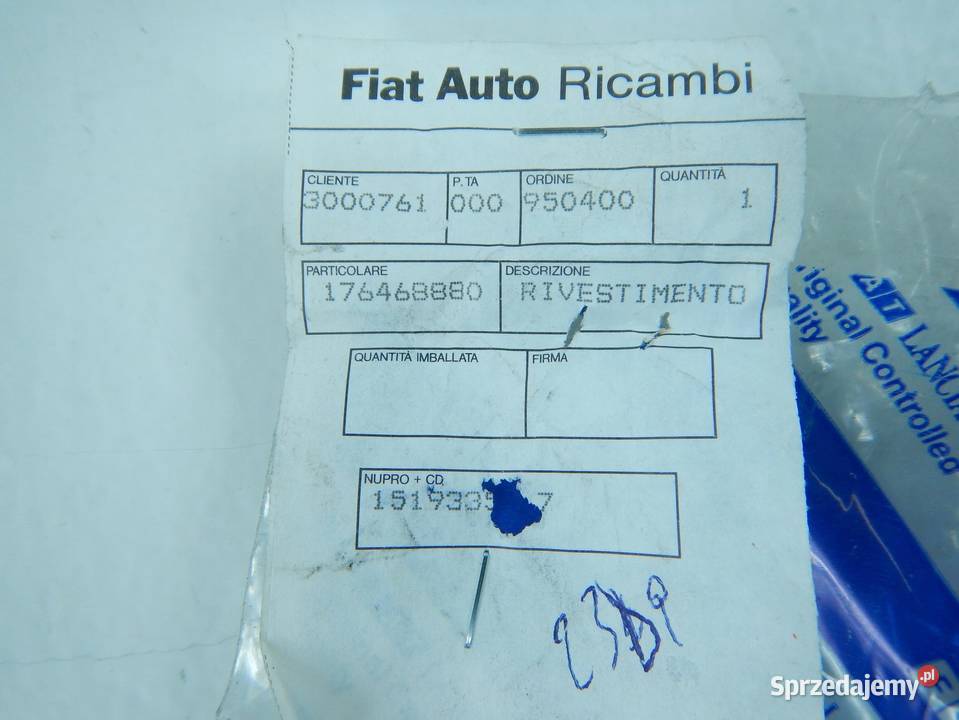 Fiat Auto Ricambi
CLIENTE P.TA ORDINE QUANTITÀ
3000761 000 950400 1
PARTICOLARE DESCRIZIONE
176468880 RIVESTIMENTO
QUANTITÀ IMBALLATA FIRMA
NUPRO + CD
LANCIA
Controlled
Sprzedajemy.pl